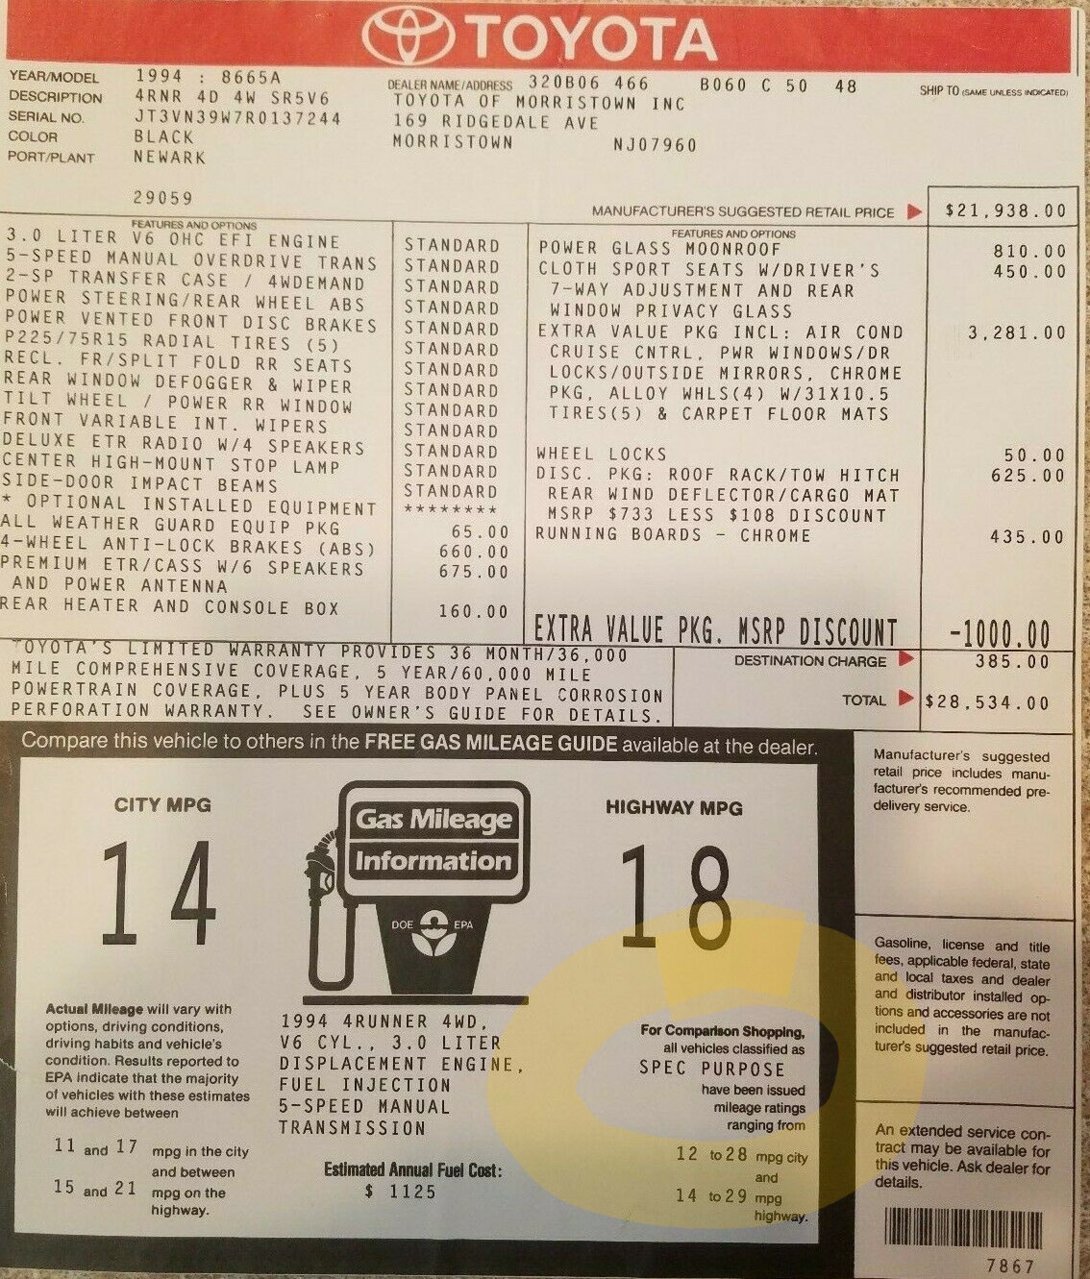 TOYOTA
YEAR/MODEL 1994 : 8665A DEALER NAME/ADDRESS 320B06 466 B060 C 50 48 SHIP TO (SAME UNLESS INDICATED)
DESCRIPTION 4RNR 4D 4W SR5V6 TOYOTA OF MORRISTOWN INC
SERIAL NO. JT3VN39W7R0137244 169 RIDGEDALE AVE
COLOR BLACK MORRISTOWN NJ07960
PORT/PLANT NEWARK
29059
MANUFACTURER'S SUGGESTED RETAIL PRICE $21,938.00
FEATURES AND OPTIONS
3.0 LITER V6 OHC EFI ENGINE STANDARD
5-SPEED MANUAL OVERDRIVE TRANS STANDARD
2-SP TRANSFER CASE / 4WDEMAND STANDARD
POWER STEERING/REAR WHEEL ABS STANDARD
POWER VENTED FRONT DISC BRAKES STANDARD
P225/75R15 RADIAL TIRES (5) STANDARD
RECL. FR/SPLIT FOLD RR SEATS STANDARD
REAR WINDOW DEFOGGER & WIPER STANDARD
TILT WHEEL / POWER RR WINDOW STANDARD
FRONT VARIABLE INT. WIPERS STANDARD
DELUXE ETR RADIO W/4 SPEAKERS STANDARD
CENTER HIGH-MOUNT STOP LAMP STANDARD
SIDE-DOOR IMPACT BEAMS STANDARD
* OPTIONAL INSTALLED EQUIPMENT ********
ALL WEATHER GUARD EQUIP PKG 65.00
4-WHEEL ANTI-LOCK BRAKES (ABS) 660.00
PREMIUM ETR/CASS W/6 SPEAKERS 675.00
AND POWER ANTENNA
REAR HEATER AND CONSOLE BOX 160.00
FEATURES AND OPTIONS
POWER GLASS MOONROOF 810.00
CLOTH SPORT SEATS W/DRIVER'S 450.00
7-WAY ADJUSTMENT AND REAR
WINDOW PRIVACY GLASS
EXTRA VALUE PKG INCL: AIR COND 3,281.00
CRUISE CNTRL, PWR WINDOWS/DR
LOCKS/OUTSIDE MIRRORS, CHROME
PKG, ALLOY WHLS(4) W/31X10.5
TIRES(5) & CARPET FLOOR MATS
WHEEL LOCKS 50.00
DISC. PKG: ROOF RACK/TOW HITCH 625.00
REAR WIND DEFLECTOR/CARGO MAT
MSRP $733 LESS $108 DISCOUNT
RUNNING BOARDS - CHROME 435.00
EXTRA VALUE PKG. MSRP DISCOUNT -1000.00
TOYOTA'S LIMITED WARRANTY PROVIDES 36 MONTH/36,000
MILE COMPREHENSIVE COVERAGE, 5 YEAR/60,000 MILE
POWERTRAIN COVERAGE, PLUS 5 YEAR BODY PANEL CORROSION
PERFORATION WARRANTY. SEE OWNER'S GUIDE FOR DETAILS.
DESTINATION CHARGE 385.00
TOTAL $28,534.00
Compare this vehicle to others in the FREE GAS MILEAGE GUIDE available at the dealer.
CITY MPG
14
Gas Mileage
Information
DOE EPA
HIGHWAY MPG
18
Actual Mileage will vary with
options, driving conditions,
driving habits and vehicle's
condition. Results reported to
EPA indicate that the majority
of vehicles with these estimates
will achieve between
11 and 17 mpg in the city
and between
15 and 21 mpg on the
highway.
1994 4RUNNER 4WD,
V6 CYL., 3.0 LITER
DISPLACEMENT ENGINE,
FUEL INJECTION
5-SPEED MANUAL
TRANSMISSION
Estimated Annual Fuel Cost:
$ 1125
For Comparison Shopping,
all vehicles classified as
SPEC PURPOSE
have been issued
mileage ratings
ranging from
12 to 28 mpg city
and
14 to 29 mpg
highway.
Manufacturer's suggested
retail price includes manu-
facturer's recommended pre-
delivery service.
Gasoline, license and title
fees, applicable federal, state
and local taxes and dealer
and distributor installed op-
tions and accessories are not
included in the manufac-
turer's suggested retail price.
An extended service con-
tract may be available for
this vehicle. Ask dealer for
details.
7867